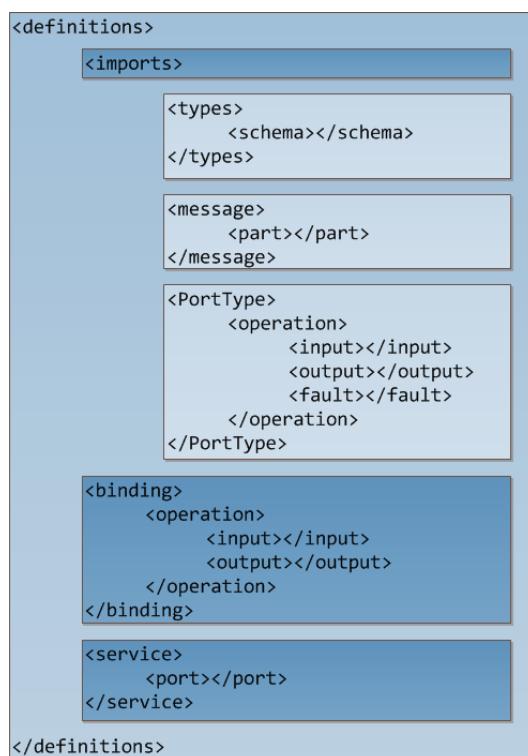 <definitions>
<imports>
<types>
<schema></schema>
</types>
<message>
<part></part>
</message>
<PortType>
<operation>
<input></input>
<output></output>
<fault></fault>
</operation>
</PortType>
<binding>
<operation>
<input></input>
<output></output>
</operation>
</binding>
<service>
<port></port>
</service>
</definitions>